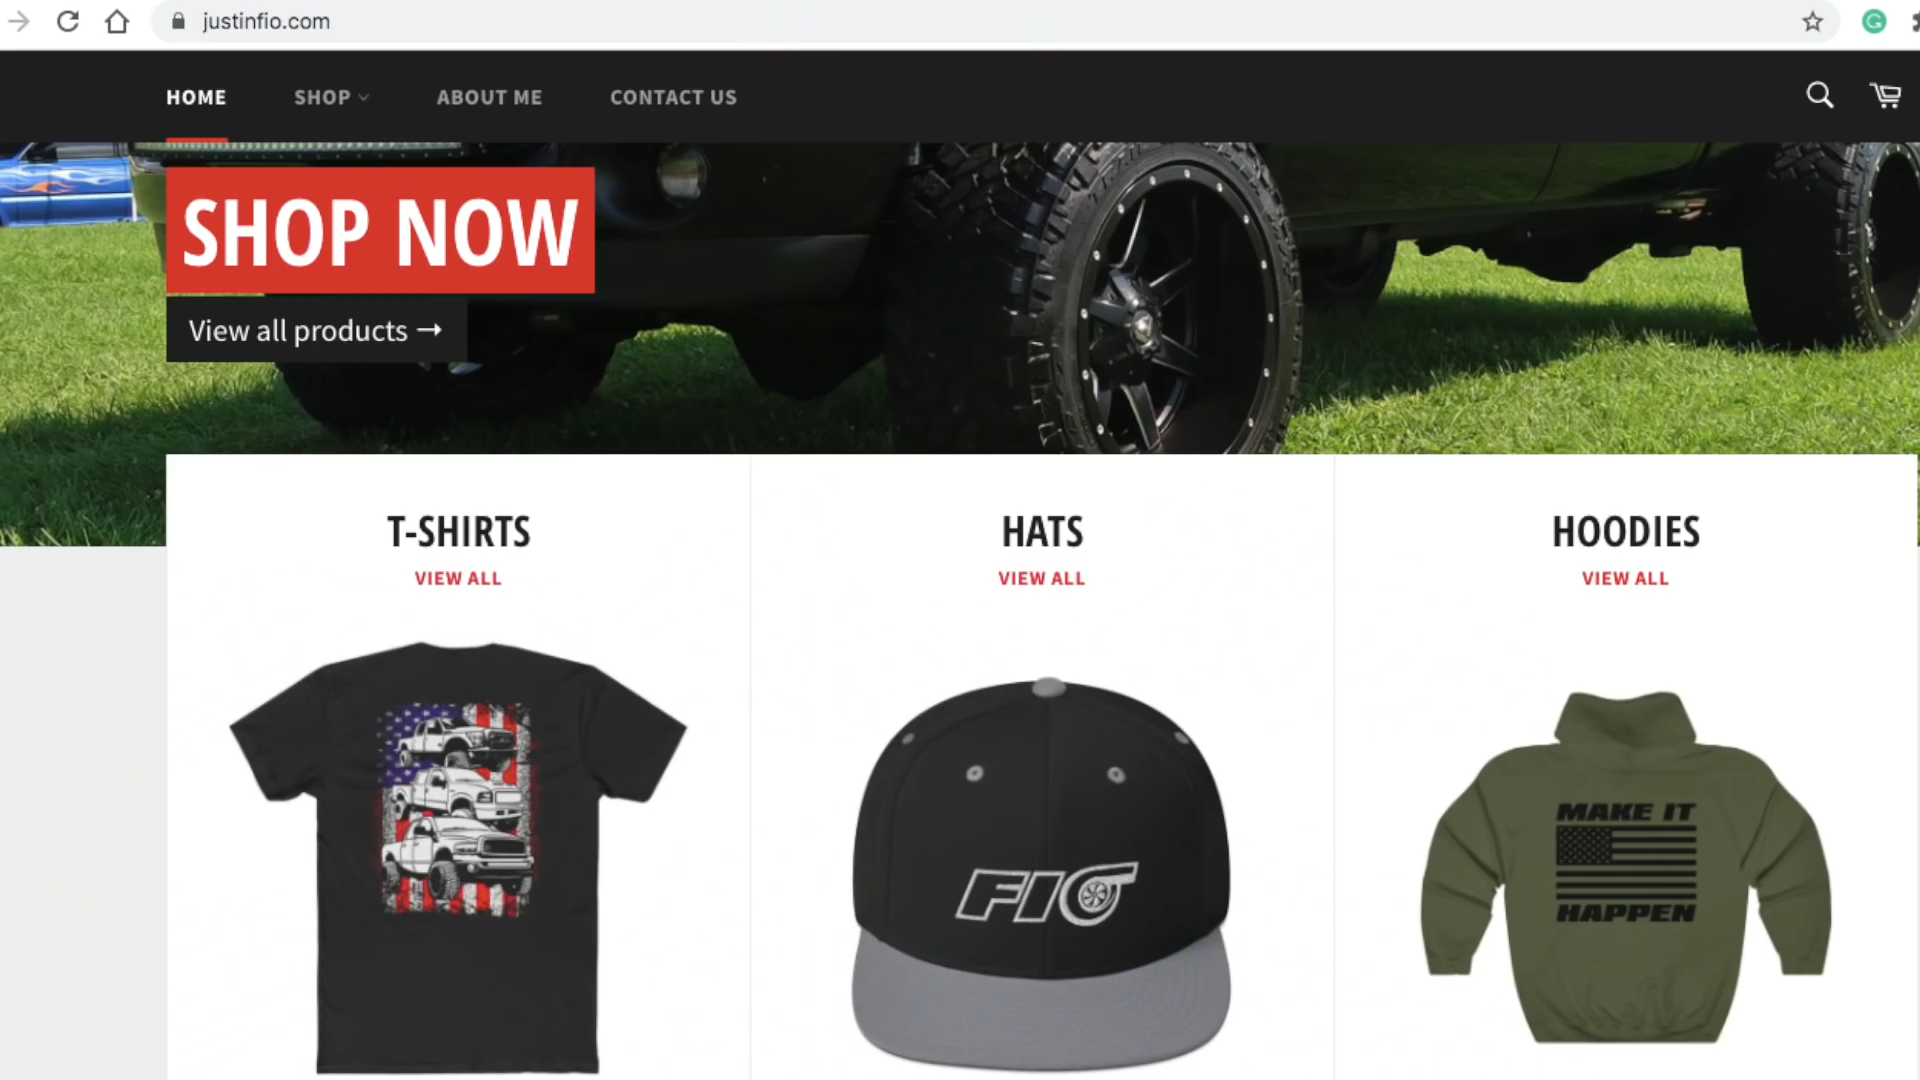 justinfio.com
HOME SHOP ABOUT ME CONTACT US
SHOP NOW
View all products →
T-SHIRTS
VIEW ALL
HATS
VIEW ALL
HOODIES
VIEW ALL
FIO
MAKE IT
HAPPEN